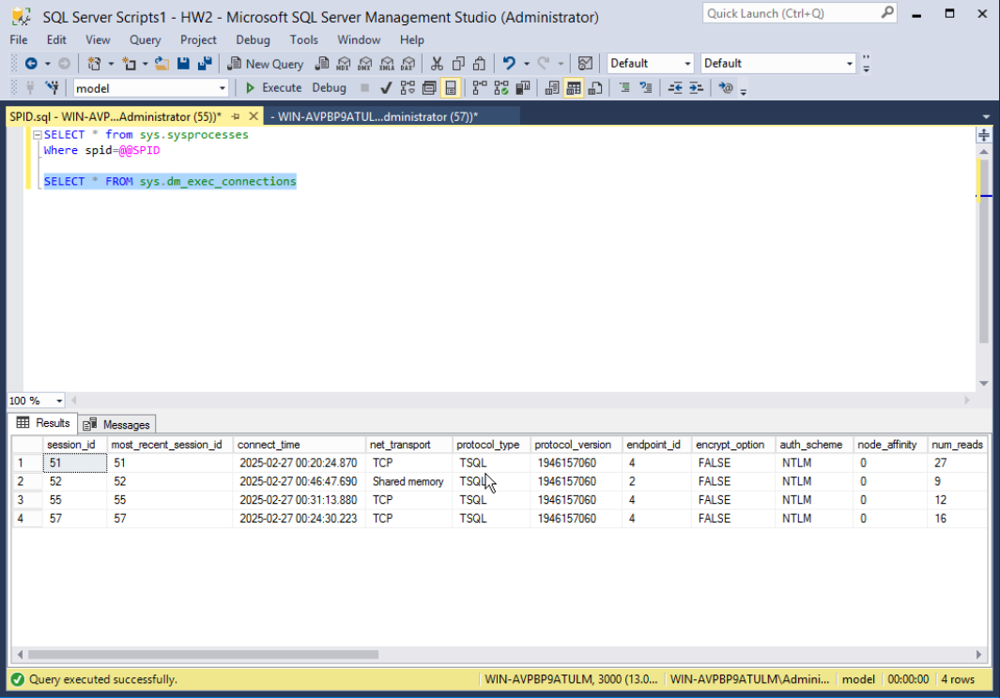 SQL Server Scripts1 - HW2 - Microsoft SQL Server Management Studio (Administrator)
Quick Launch (Ctrl+Q)
File Edit View Query Project Debug Tools Window Help
New Query MDX DMX XMLA DAX Default Default
model Execute Debug
SPID.sql - WIN-AVP...Administrator (55))* - WIN-AVPBP9ATUL...dministrator (57))*
SELECT * from sys.sysprocesses
Where spid=@@SPID
SELECT * FROM sys.dm_exec_connections
100 %
Results Messages
session_id most_recent_session_id connect_time net_transport protocol_type protocol_version endpoint_id encrypt_option auth_scheme node_affinity num_reads
1 51 51 2025-02-27 00:20:24.870 TCP TSQL 1946157060 4 FALSE NTLM 0 27
2 52 52 2025-02-27 00:46:47.690 Shared memory TSQL 1946157060 2 FALSE NTLM 0 9
3 55 55 2025-02-27 00:31:13.880 TCP TSQL 1946157060 4 FALSE NTLM 0 12
4 57 57 2025-02-27 00:24:30.223 TCP TSQL 1946157060 4 FALSE NTLM 0 16
Query executed successfully. WIN-AVPBP9ATULM, 3000 (13.0... WIN-AVPBP9ATULM\Admini... model 00:00:00 4 rows